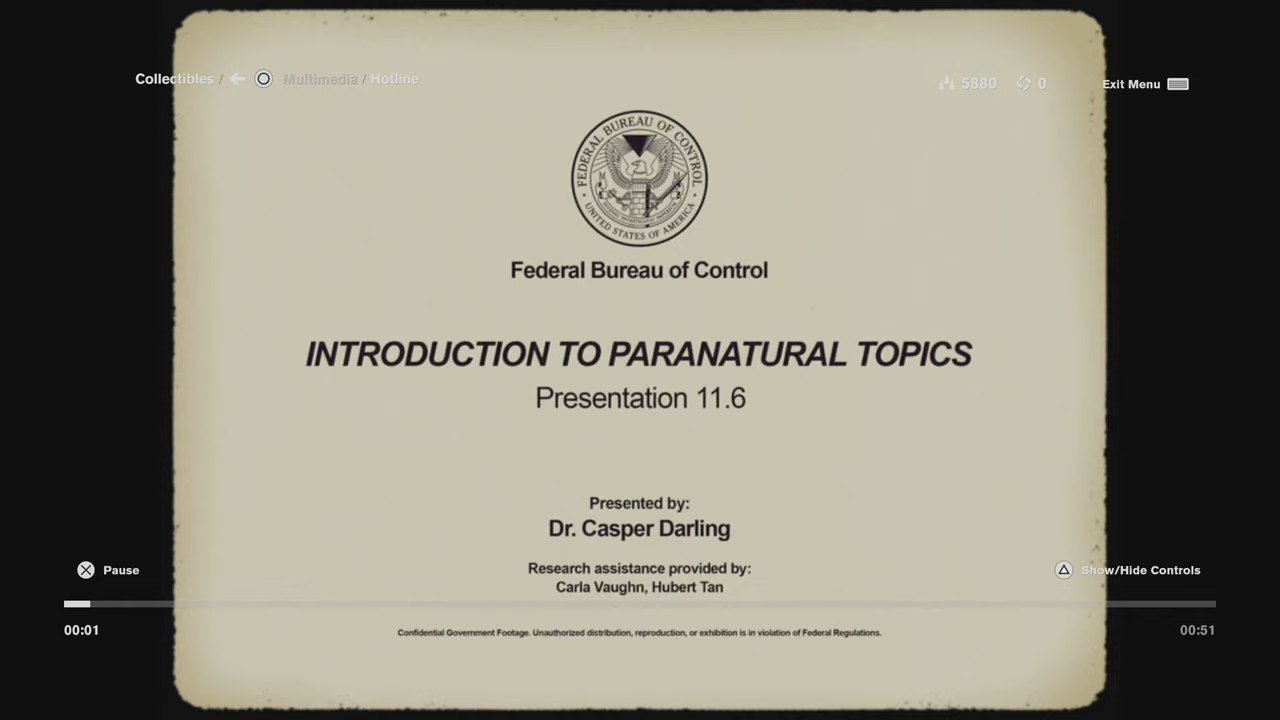 Collectibles / Multimedia / Hotline
5880 0
Exit Menu
FEDERAL BUREAU OF CONTROL
UNITED STATES OF AMERICA
Federal Bureau of Control
INTRODUCTION TO PARANATURAL TOPICS
Presentation 11.6
Presented by:
Dr. Casper Darling
Research assistance provided by:
Carla Vaughn, Hubert Tan
Pause
Show/Hide Controls
00:01
00:51
Confidential Government Footage. Unauthorized distribution, reproduction, or exhibition is in violation of Federal Regulations.